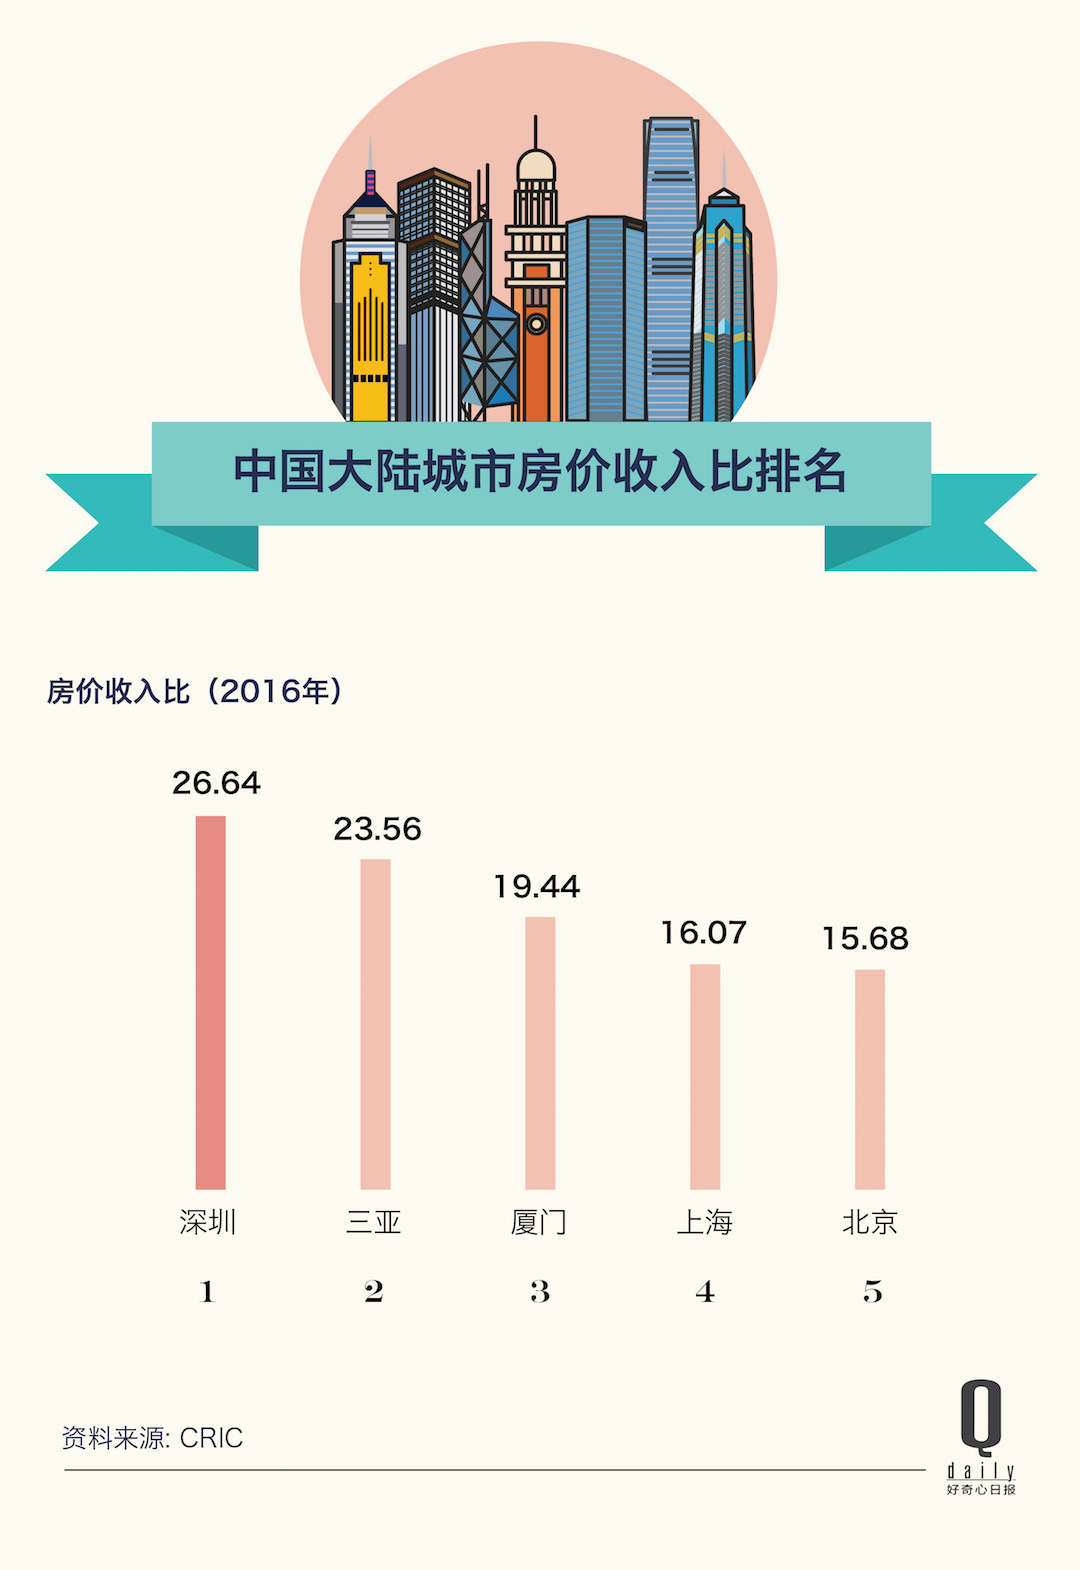 中国大陆城市房价收入比排名
房价收入比（2016年）
26.64
23.56
19.44
16.07
15.68
深圳
三亚
厦门
上海
北京
1
2
3
4
5
资料来源: CRIC
Q
daily
好奇心日报